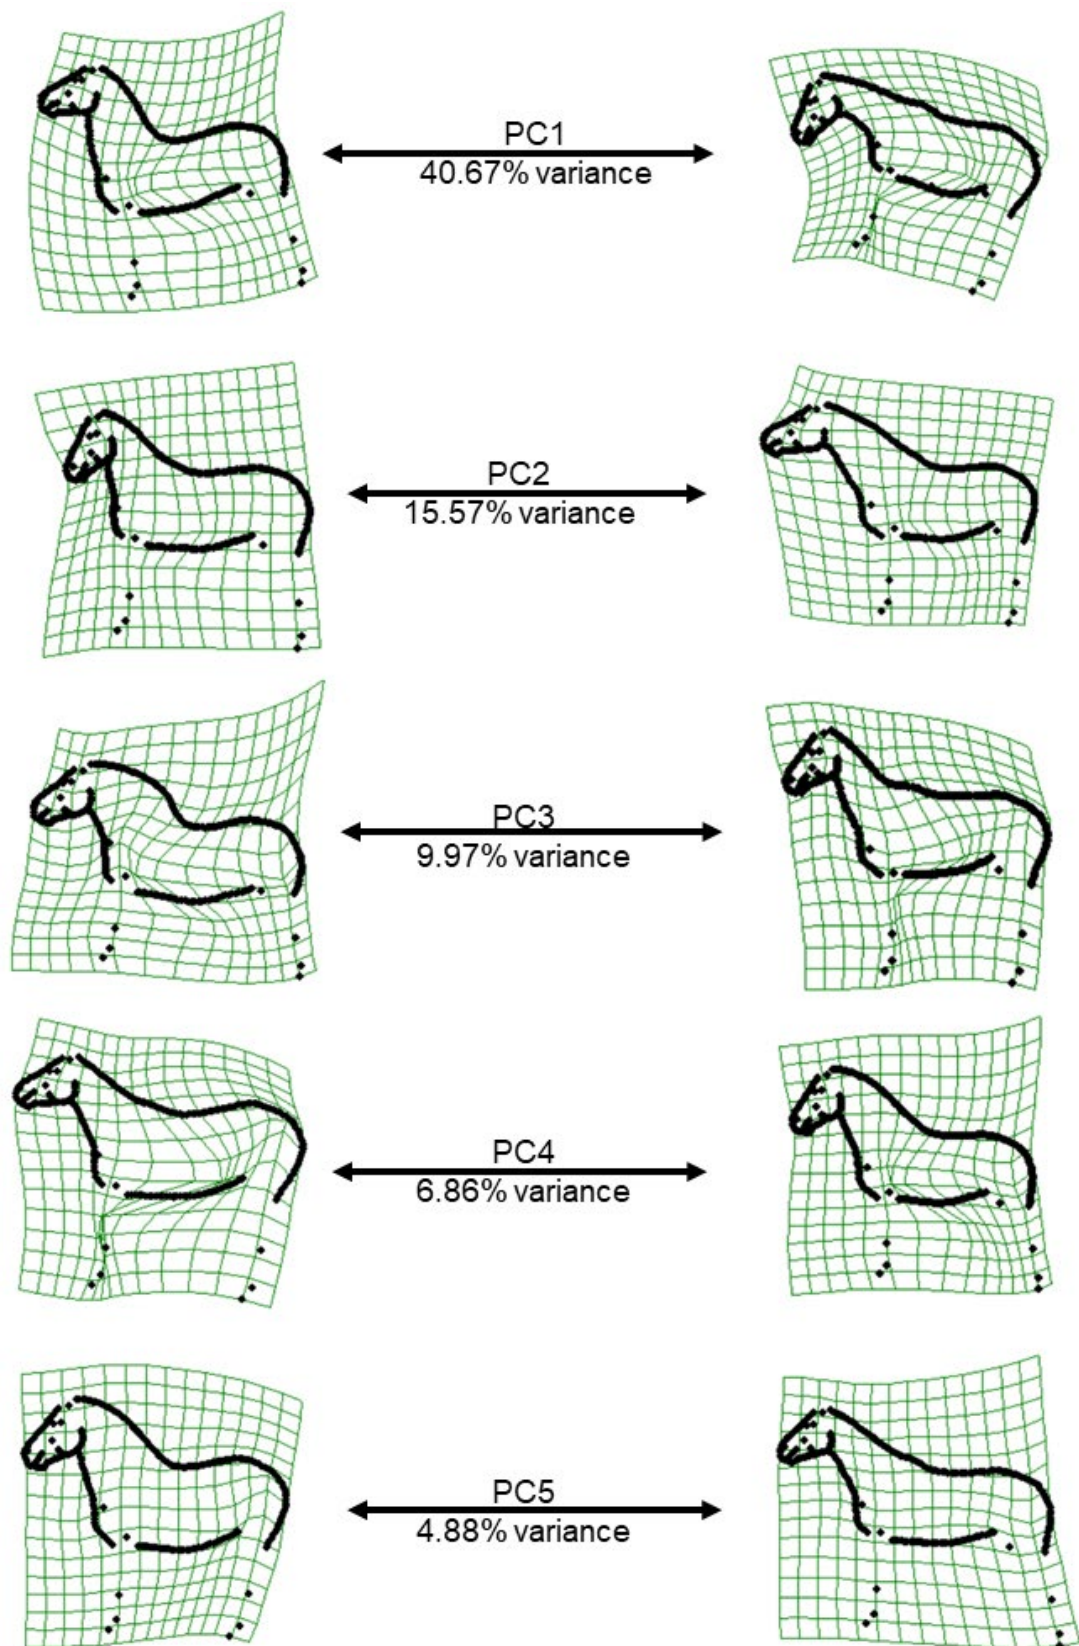 PC1
40.67% variance
PC2
15.57% variance
PC3
9.97% variance
PC4
6.86% variance
PC5
4.88% variance